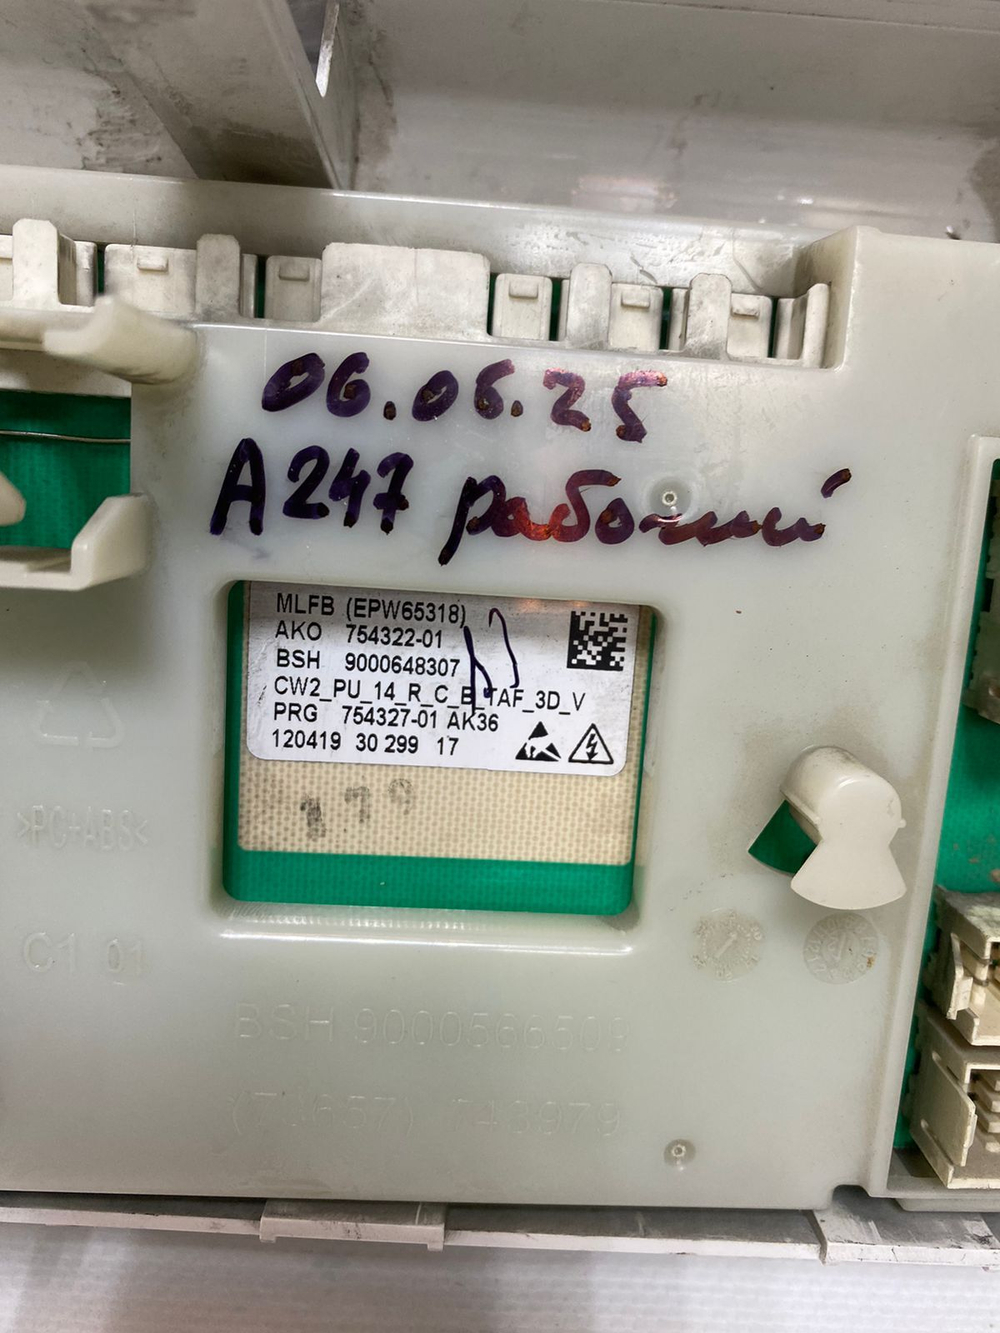 06.06.25
A247 рабочий
MLFB (EPW65318)
AKO 754322-01
BSH 9000648307
CW2_PU_14_R_C_B_TAF_3D_V
PRG 754327-01 AK36
120419 30 299 17
>PC+ABS<
C1 01
BSH 9000566509
743979